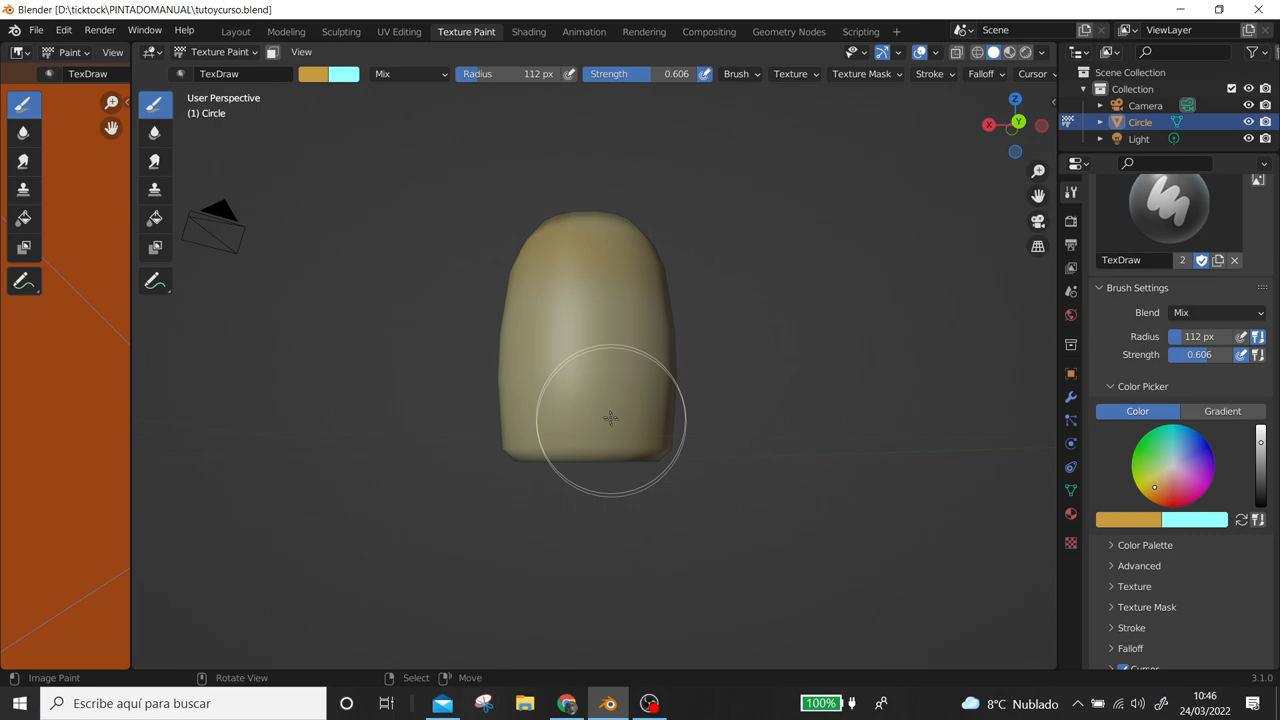 Blender [D:\ticktock\PINTADOMANUAL\tutoycurso.blend]
File Edit Render Window Help Layout Modeling Sculpting UV Editing Texture Paint Shading Animation Rendering Compositing Geometry Nodes Scripting Scene ViewLayer
Paint View Texture Paint View
TexDraw TexDraw Mix Radius 112 px Strength 0.606 Brush Texture Texture Mask Stroke Falloff Cursor
Scene Collection
Collection
Camera
Circle
Light
User Perspective
(1) Circle
X Y Z
TexDraw 2
Brush Settings
Blend Mix
Radius 112 px
Strength 0.606
Color Picker
Color Gradient
Color Palette
Advanced
Texture
Texture Mask
Stroke
Falloff
Cursor
Image Paint Rotate View Select Move 3.1.0
Escribe aquí para buscar 100% 8°C Nublado 10:46
24/03/2022